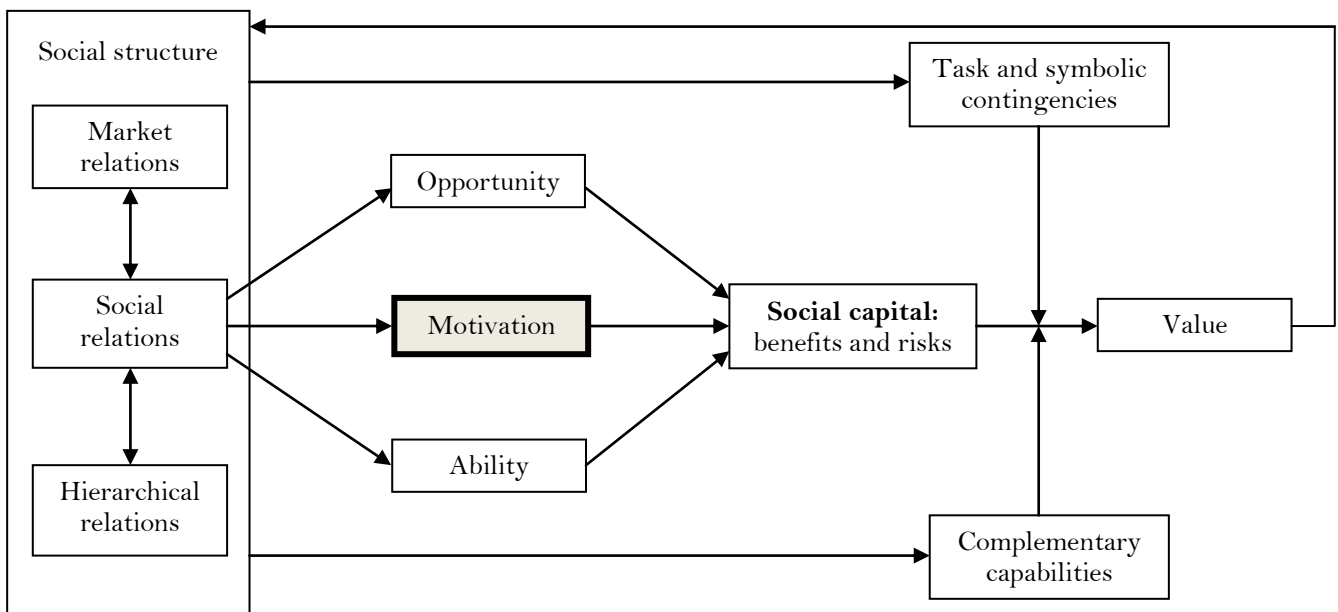 Social structure
Market
relations
Social
relations
Hierarchical
relations
Opportunity
Motivation
Ability
Social capital:
benefits and risks
Task and symbolic
contingencies
Complementary
capabilities
Value